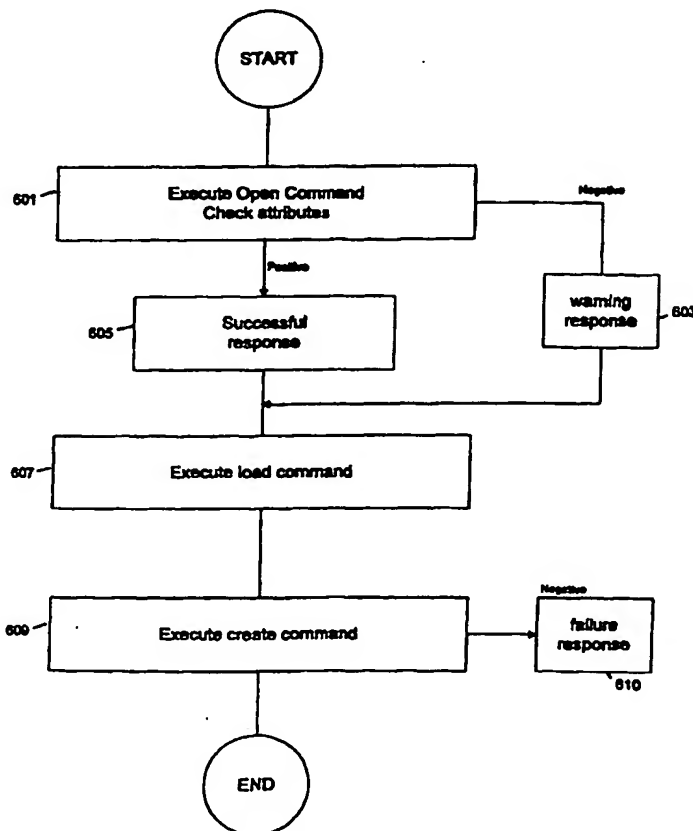 START
601
Execute Open Command
Check attributes
Negative
Positive
605
Successful
response
warning
response
603
607
Execute load command
609
Execute create command
Negative
failure
response
610
END